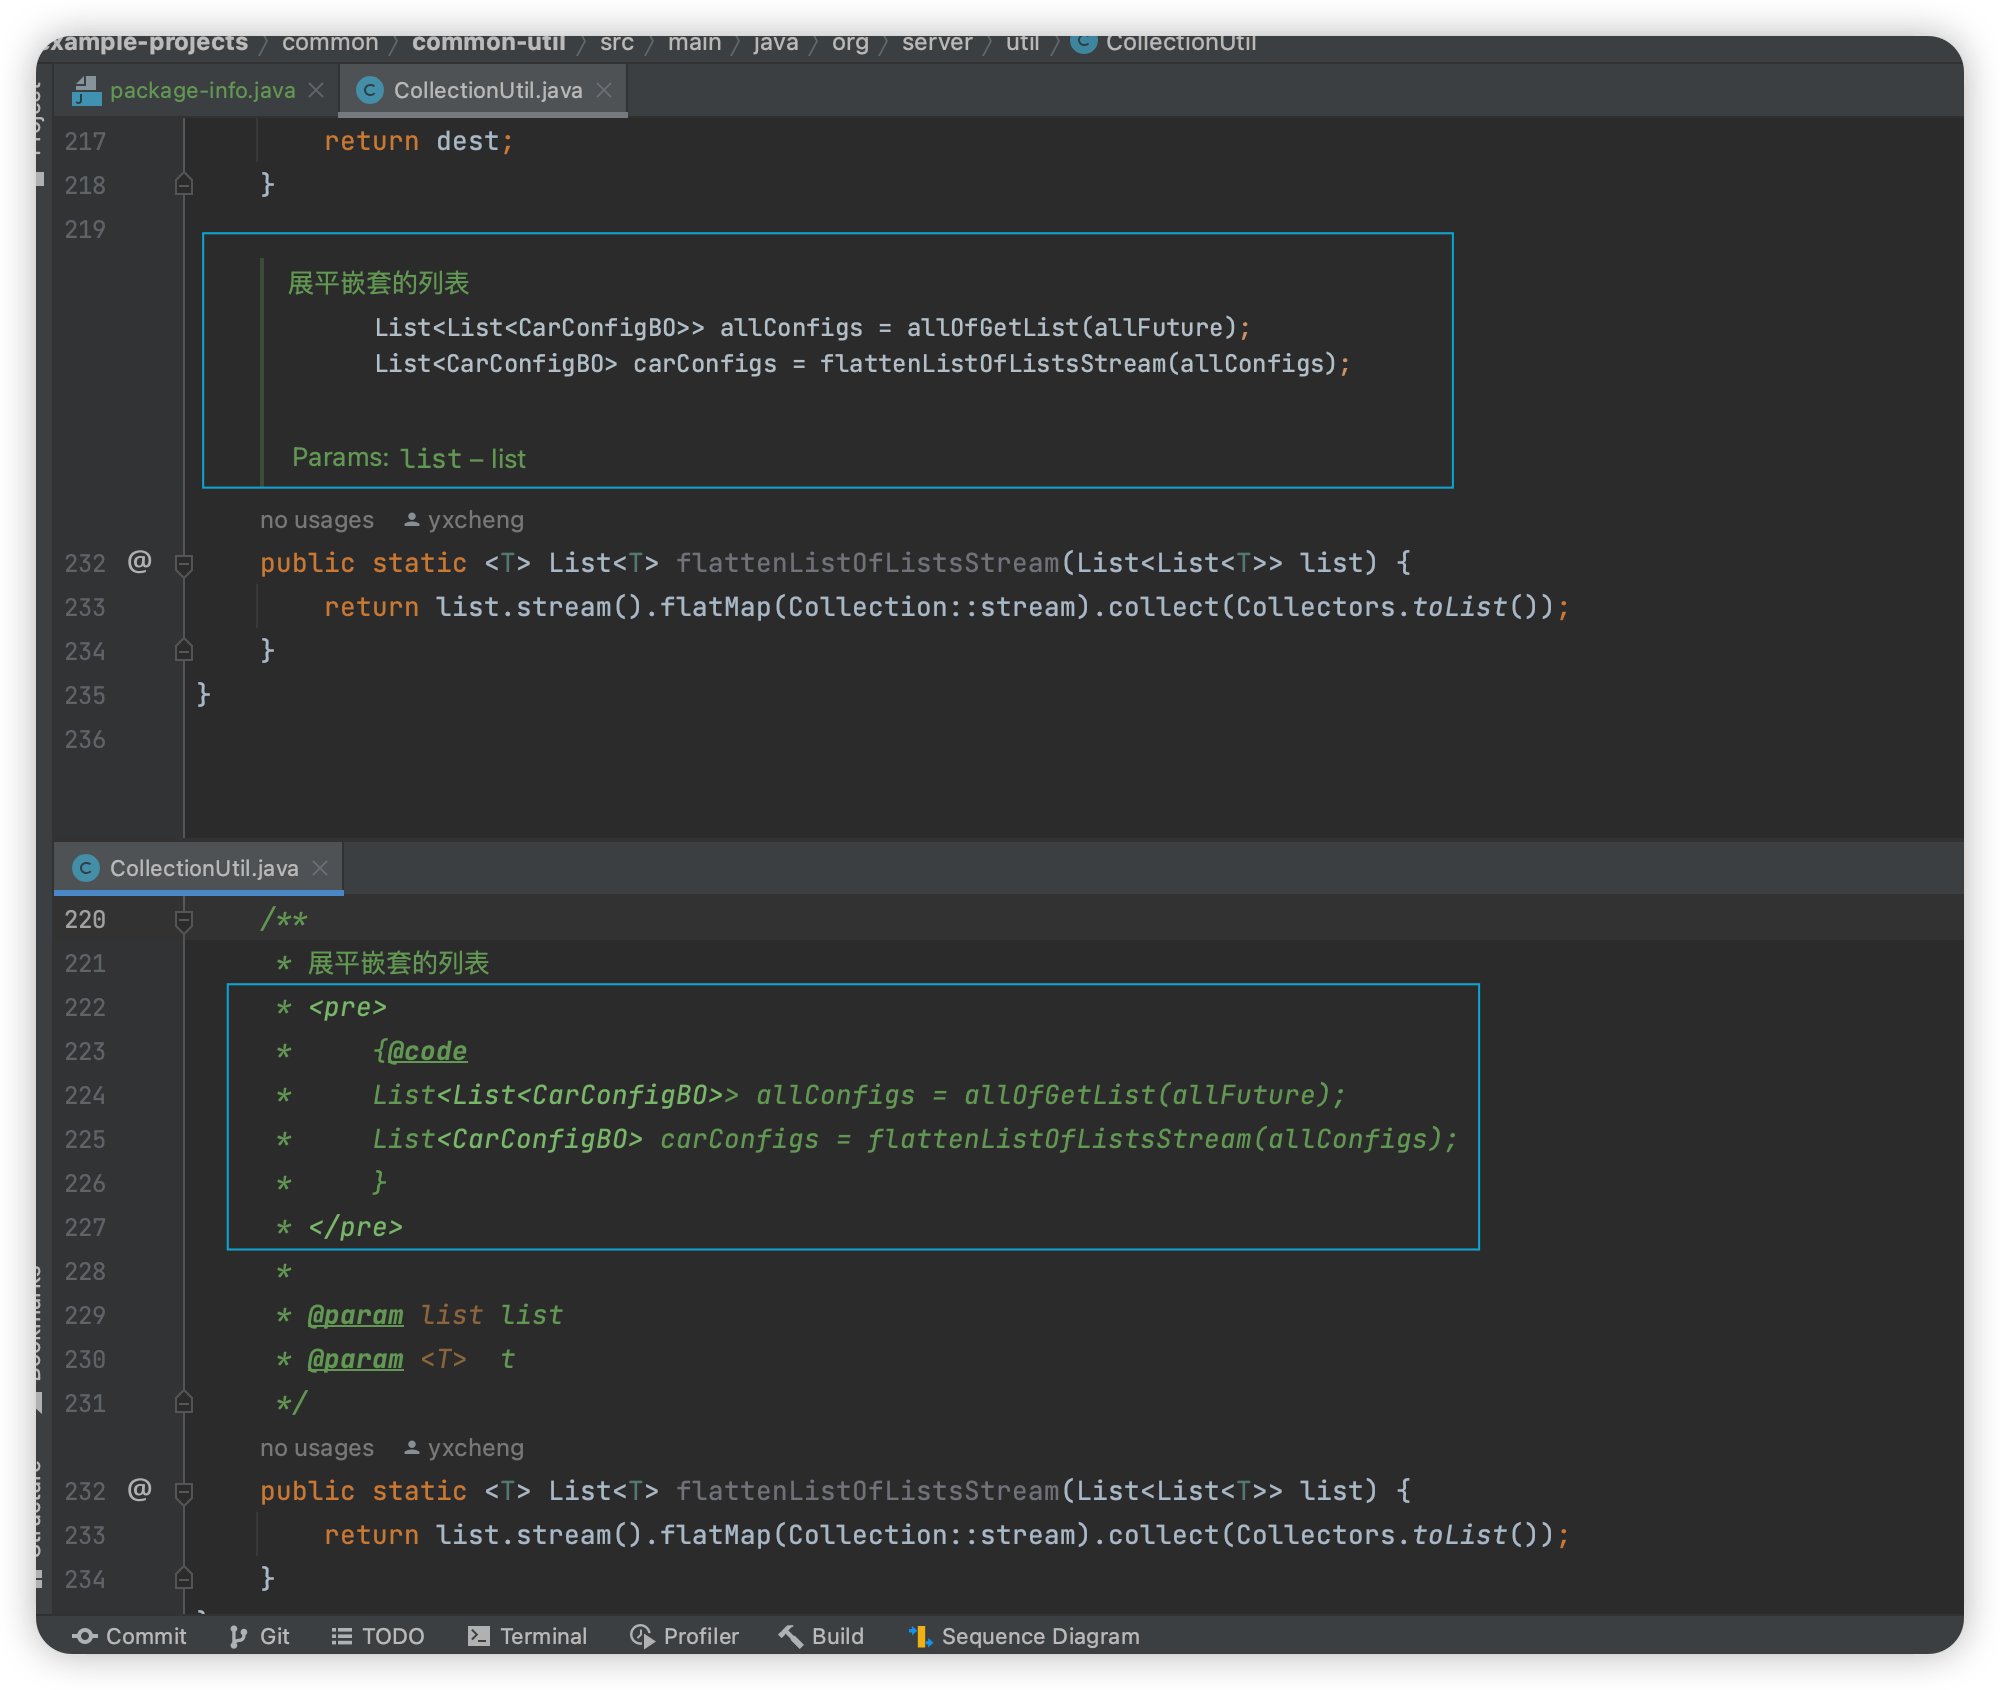 example-projects 〉 common 〉 common-util 〉 src 〉 main 〉 java 〉 org 〉 server 〉 util 〉 CollectionUtil
package-info.java CollectionUtil.java
Project
217 return dest;
218 }
219
展平嵌套的列表
List<List<CarConfigBO>> allConfigs = allOfGetList(allFuture);
List<CarConfigBO> carConfigs = flattenListOfListsStream(allConfigs);
Params: list – list
no usages yxcheng
232 @ public static <T> List<T> flattenListOfListsStream(List<List<T>> list) {
233 return list.stream().flatMap(Collection::stream).collect(Collectors.toList());
234 }
235 }
236
CollectionUtil.java
220 /**
221 * 展平嵌套的列表
222 * <pre>
223 * {@code
224 * List<List<CarConfigBO>> allConfigs = allOfGetList(allFuture);
225 * List<CarConfigBO> carConfigs = flattenListOfListsStream(allConfigs);
226 * }
227 * </pre>
228 *
229 * @param list list
230 * @param <T> t
231 */
no usages yxcheng
232 @ public static <T> List<T> flattenListOfListsStream(List<List<T>> list) {
233 return list.stream().flatMap(Collection::stream).collect(Collectors.toList());
234 }
Bookmarks
Structure
Commit Git TODO Terminal Profiler Build Sequence Diagram